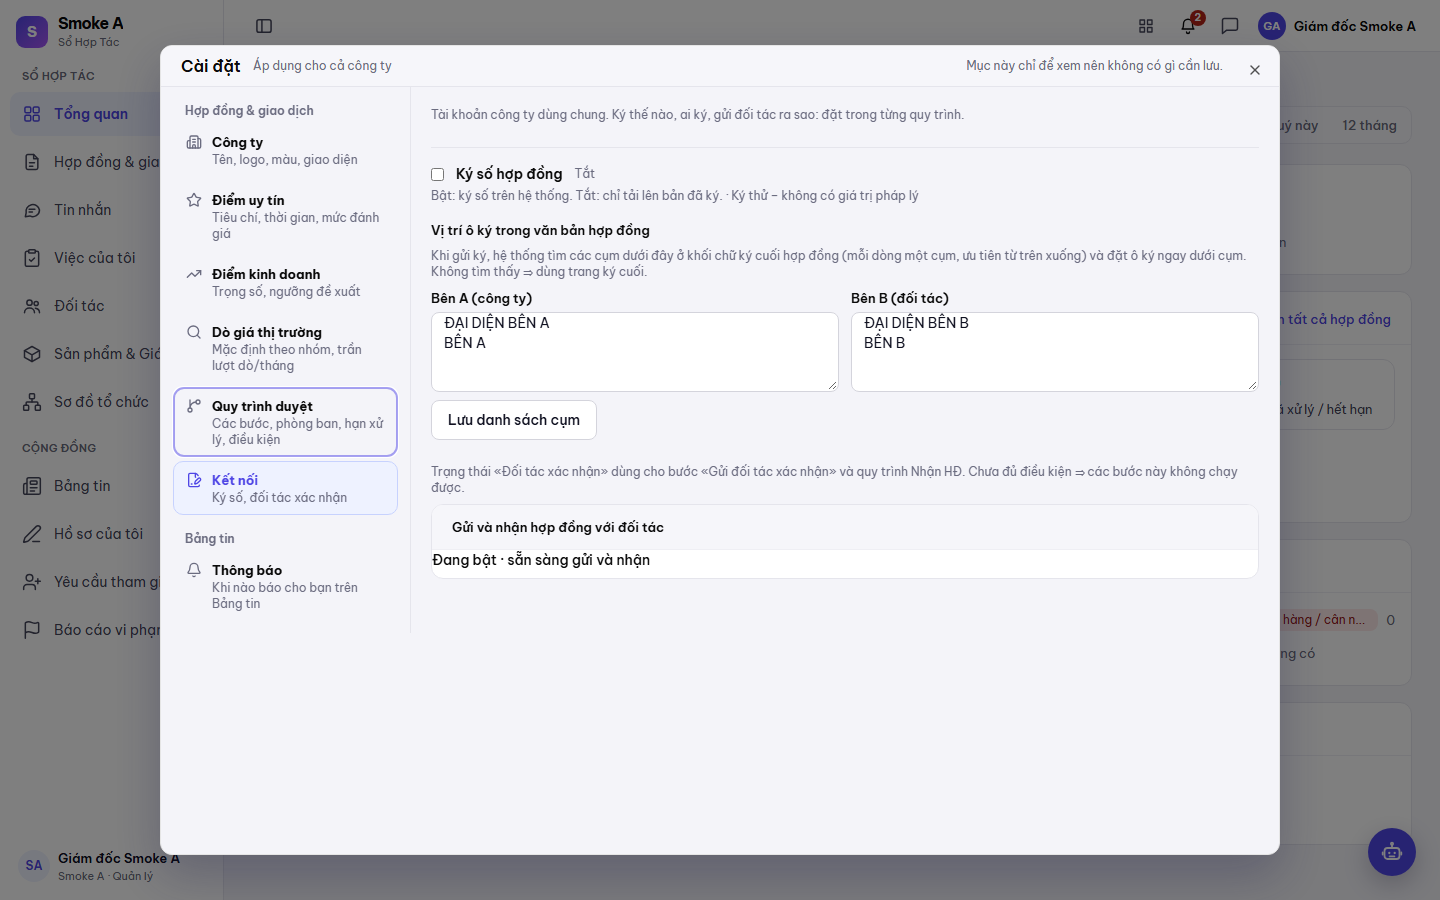 S
Smoke A
Sổ Hợp Tác
2
GA
Giám đốc Smoke A
SỔ HỢP TÁC
Tổng quan
Hợp đồng & gia
Tin nhắn
Việc của tôi
Đối tác
Sản phẩm & Giá
Sơ đồ tổ chức
CỘNG ĐỒNG
Bảng tin
Hồ sơ của tôi
Yêu cầu tham gi
Báo cáo vi phạm
SA
Giám đốc Smoke A
Smoke A · Quản lý
Cài đặt
Áp dụng cho cả công ty
Mục này chỉ để xem nên không có gì cần lưu.
Hợp đồng & giao dịch
Công ty
Tên, logo, màu, giao diện
Điểm uy tín
Tiêu chí, thời gian, mức đánh
giá
Điểm kinh doanh
Trọng số, ngưỡng đề xuất
Dò giá thị trường
Mặc định theo nhóm, trần
lượt dò/tháng
Quy trình duyệt
Các bước, phòng ban, hạn xử
lý, điều kiện
Kết nối
Ký số, đối tác xác nhận
Bảng tin
Thông báo
Khi nào báo cho bạn trên
Bảng tin
Tài khoản công ty dùng chung. Ký thế nào, ai ký, gửi đối tác ra sao: đặt trong từng quy trình.
Ký số hợp đồng Tắt
Bật: ký số trên hệ thống. Tắt: chỉ tải lên bản đã ký. · Ký thử – không có giá trị pháp lý
Vị trí ô ký trong văn bản hợp đồng
Khi gửi ký, hệ thống tìm các cụm dưới đây ở khối chữ ký cuối hợp đồng (mỗi dòng một cụm, ưu tiên từ trên xuống) và đặt ô ký ngay dưới cụm.
Không tìm thấy ⇒ dùng trang ký cuối.
Bên A (công ty)
ĐẠI DIỆN BÊN A
BÊN A
Bên B (đối tác)
ĐẠI DIỆN BÊN B
BÊN B
Lưu danh sách cụm
Trạng thái «Đối tác xác nhận» dùng cho bước «Gửi đối tác xác nhận» và quy trình Nhận HĐ. Chưa đủ điều kiện ⇒ các bước này không chạy
được.
Gửi và nhận hợp đồng với đối tác
Đang bật · sẵn sàng gửi và nhận
uý này
12 tháng
n tất cả hợp đồng
xử lý / hết hạn
hàng / cân n...
0
ng có